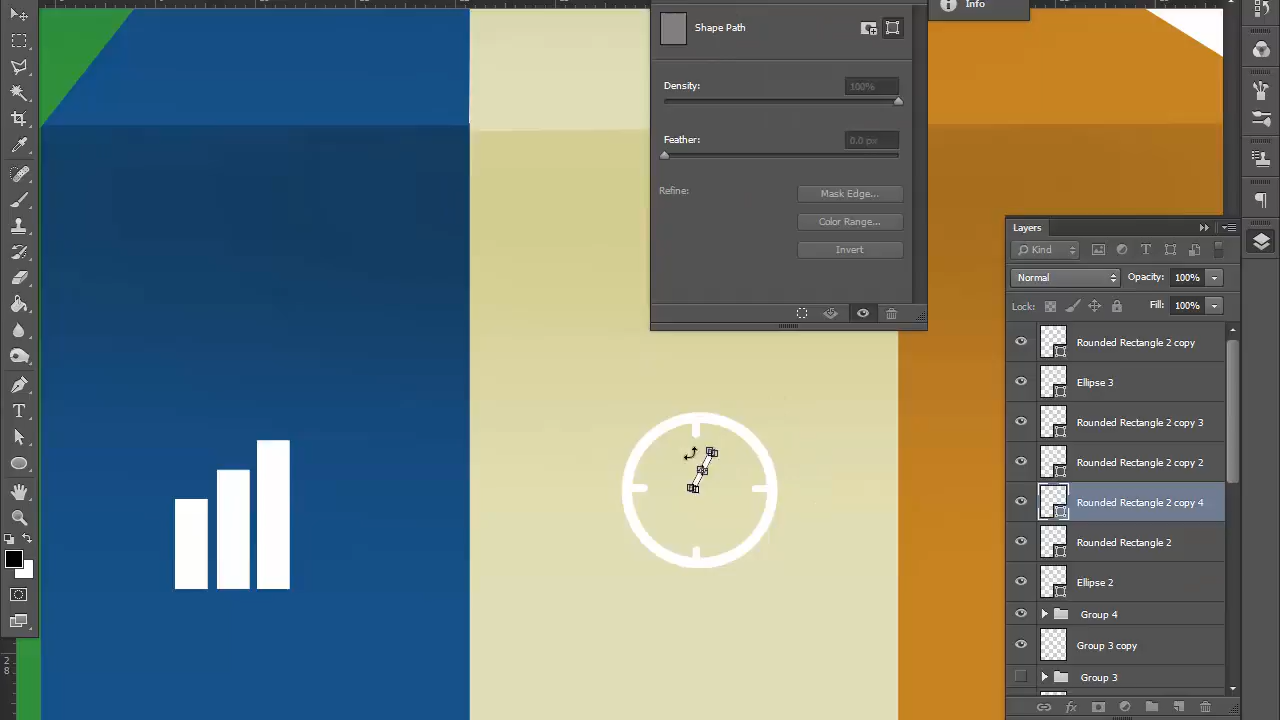 Info
Shape Path
Density:
100%
Feather:
0.0 px
Refine:
Mask Edge...
Color Range...
Invert
Layers
Kind
Normal
Opacity:
100%
Lock:
Fill:
100%
Rounded Rectangle 2 copy
Ellipse 3
Rounded Rectangle 2 copy 3
Rounded Rectangle 2 copy 2
Rounded Rectangle 2 copy 4
Rounded Rectangle 2
Ellipse 2
Group 4
Group 3 copy
Group 3